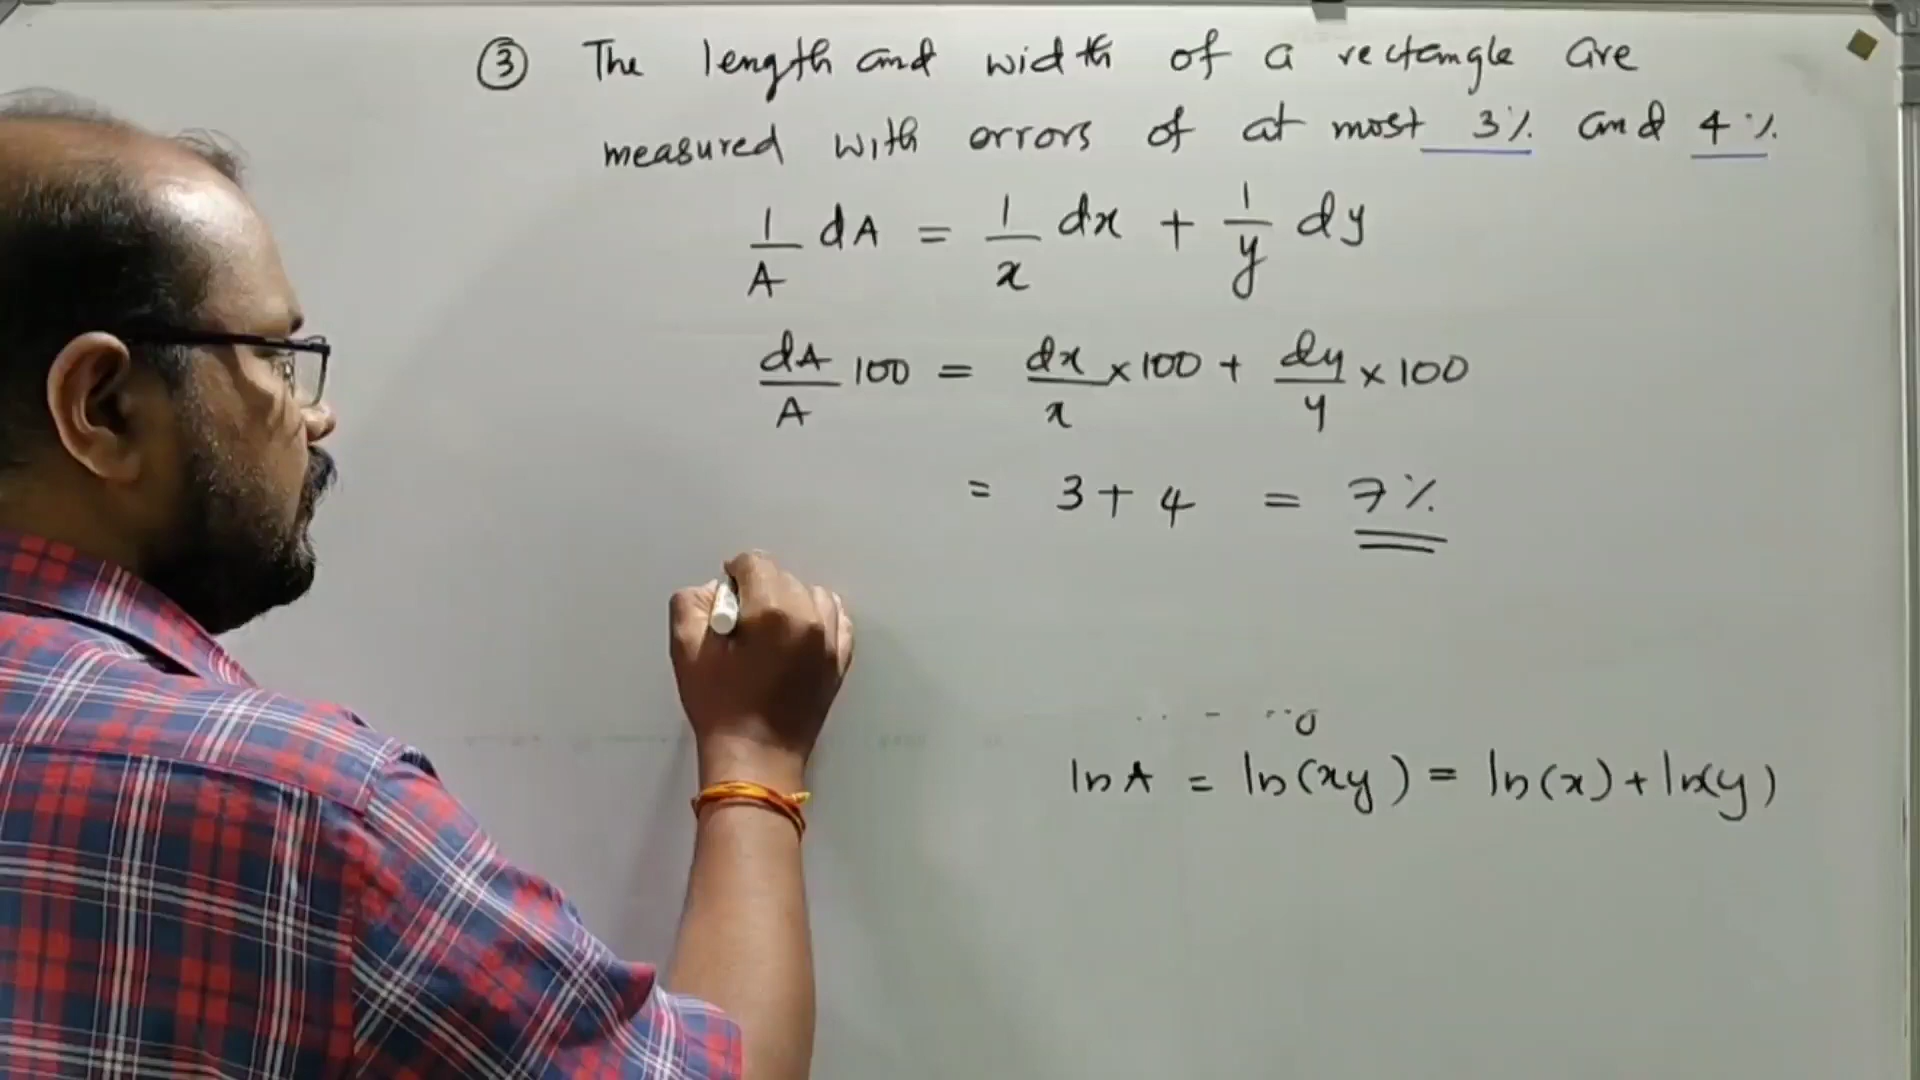 ③ The length and width of a rectangle are
measured with errors of at most 3% and 4%.
1/A dA = 1/x dx + 1/y dy
dA/A 100 = dx/x × 100 + dy/y × 100
= 3 + 4 = 7%
ln A = ln(xy) = ln(x) + ln(y)